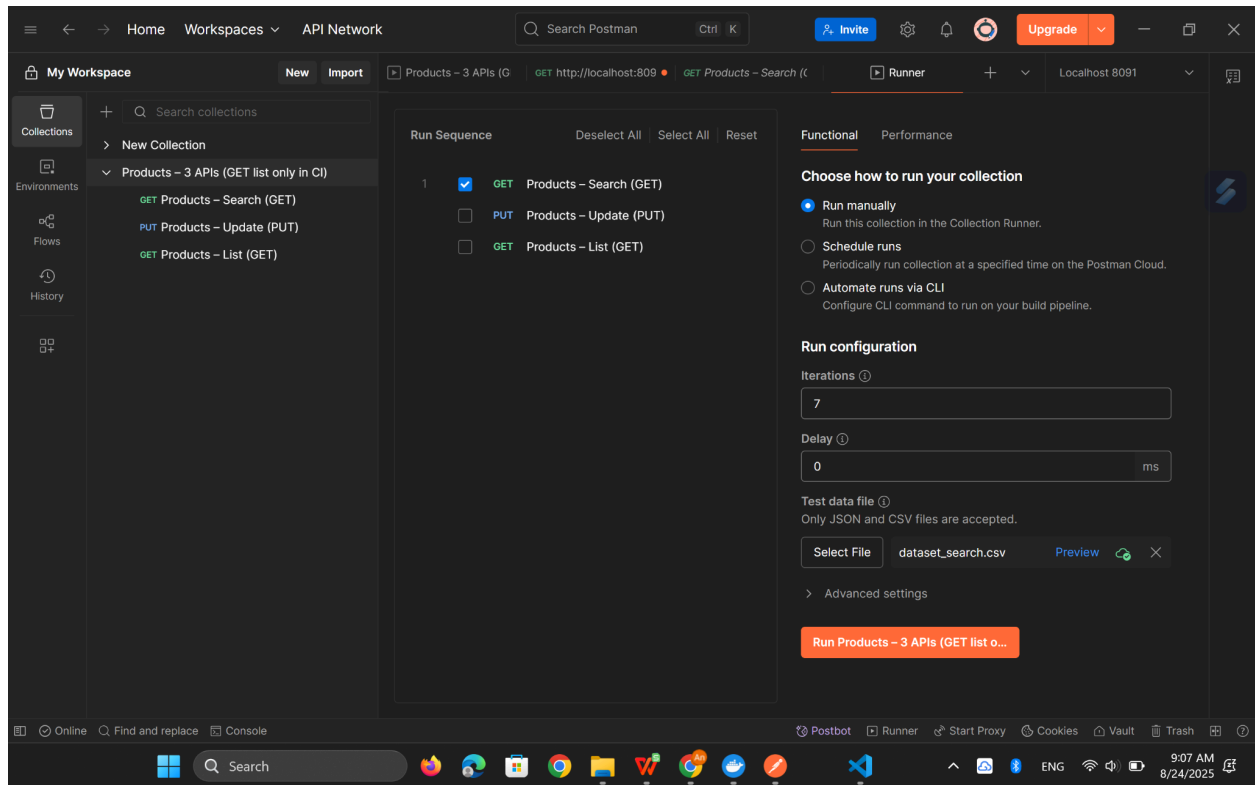 Home Workspaces API Network Search Postman Ctrl K Invite Upgrade
My Workspace New Import Products – 3 APIs (G GET http://localhost:809 GET Products – Sear ch (( Runner Localhost 8091
Collections
Search collections
New Collection
Products – 3 APIs (GET list only in CI)
GET Products – Search (GET)
PUT Products – Update (PUT)
GET Products – List (GET)
Environments
Flows
History
Run Sequence Deselect All Select All Reset
1 GET Products – Search (GET)
PUT Products – Update (PUT)
GET Products – List (GET)
Functional Performance
Choose how to run your collection
Run manually
Run this collection in the Collection Runner.
Schedule runs
Periodically run collection at a specified time on the Postman Cloud.
Automate runs via CLI
Configure CLI command to run on your build pipeline.
Run configuration
Iterations
7
Delay
0 ms
Test data file
Only JSON and CSV files are accepted.
Select File dataset_search.csv Preview
Advanced settings
Run Products – 3 APIs (GET list o...
Online Find and replace Console Postbot Runner Start Proxy Cookies Vault Trash
Search ENG 9:07 AM
8/24/2025